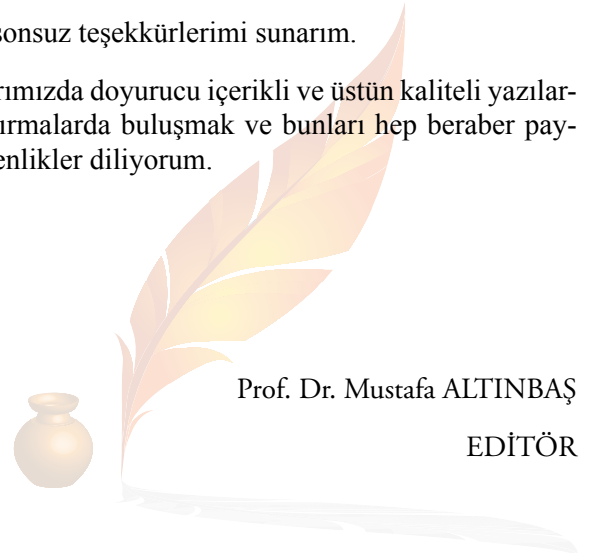 sonsuz teşekkürlerimi sunarım.
rımızda doyurucu içerikli ve üstün kaliteli yazılar-
ırmalarda buluşmak ve bunları hep beraber pay-
enlikler diliyorum.
Prof. Dr. Mustafa ALTINBAŞ
EDİTÖR